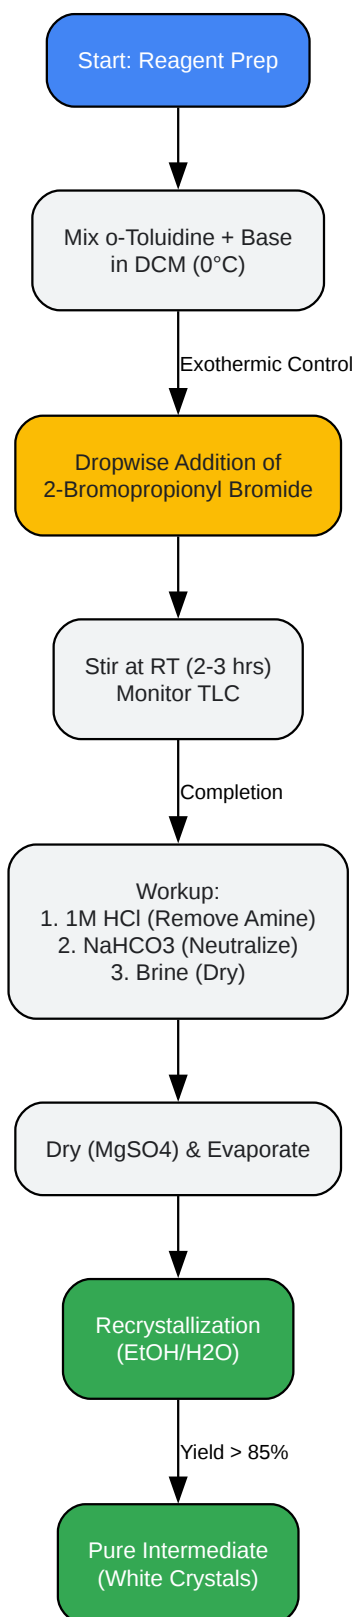 Start: Reagent Prep
Mix o-Toluidine + Base
in DCM (0°C)
Exothermic Control
Dropwise Addition of
2-Bromopropionyl Bromide
Stir at RT (2-3 hrs)
Monitor TLC
Completion
Workup:
1. 1M HCl (Remove Amine)
2. NaHCO3 (Neutralize)
3. Brine (Dry)
Dry (MgSO4) & Evaporate
Recrystallization
(EtOH/H2O)
Yield > 85%
Pure Intermediate
(White Crystals)